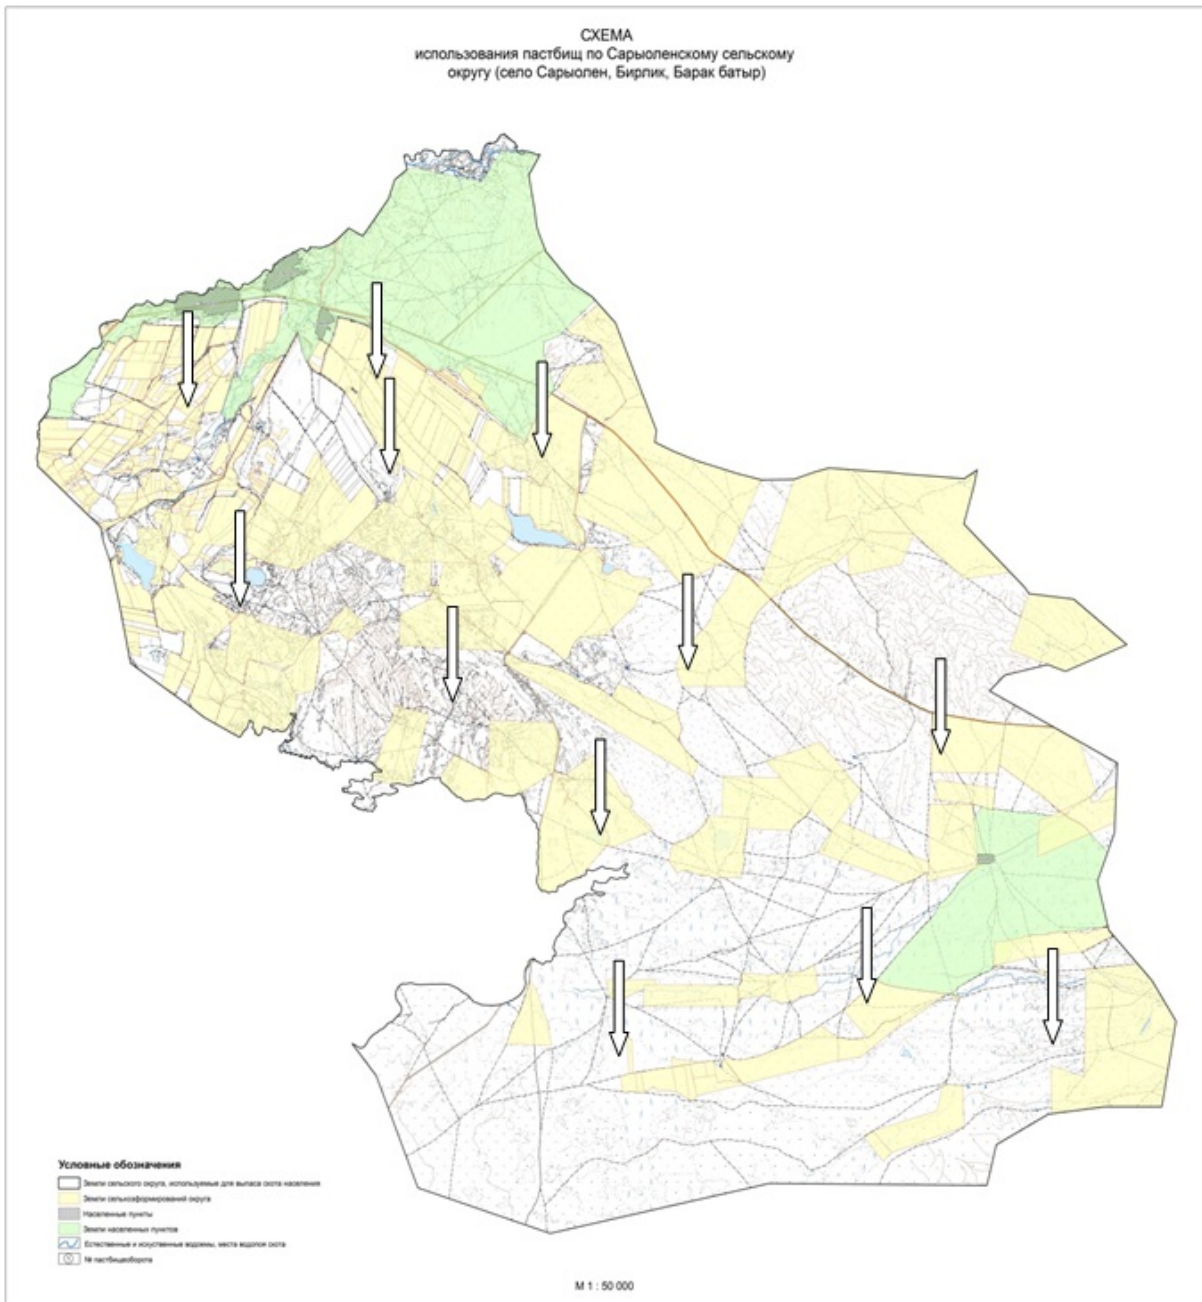 СХЕМА
использования пастбищ по Сарыоленскому сельскому
округу (село Сарыолен, Бирлик, Барак батыр)
Условные обозначения
Земли сельского округа, используемые для выпаса скота населения
Земли сельхозформирований округа
Населенные пункты
Земли населенных пунктов
Естественные и искуственные водоемы, места водопоя скота
№ пастбищеоборота
М 1 : 50 000